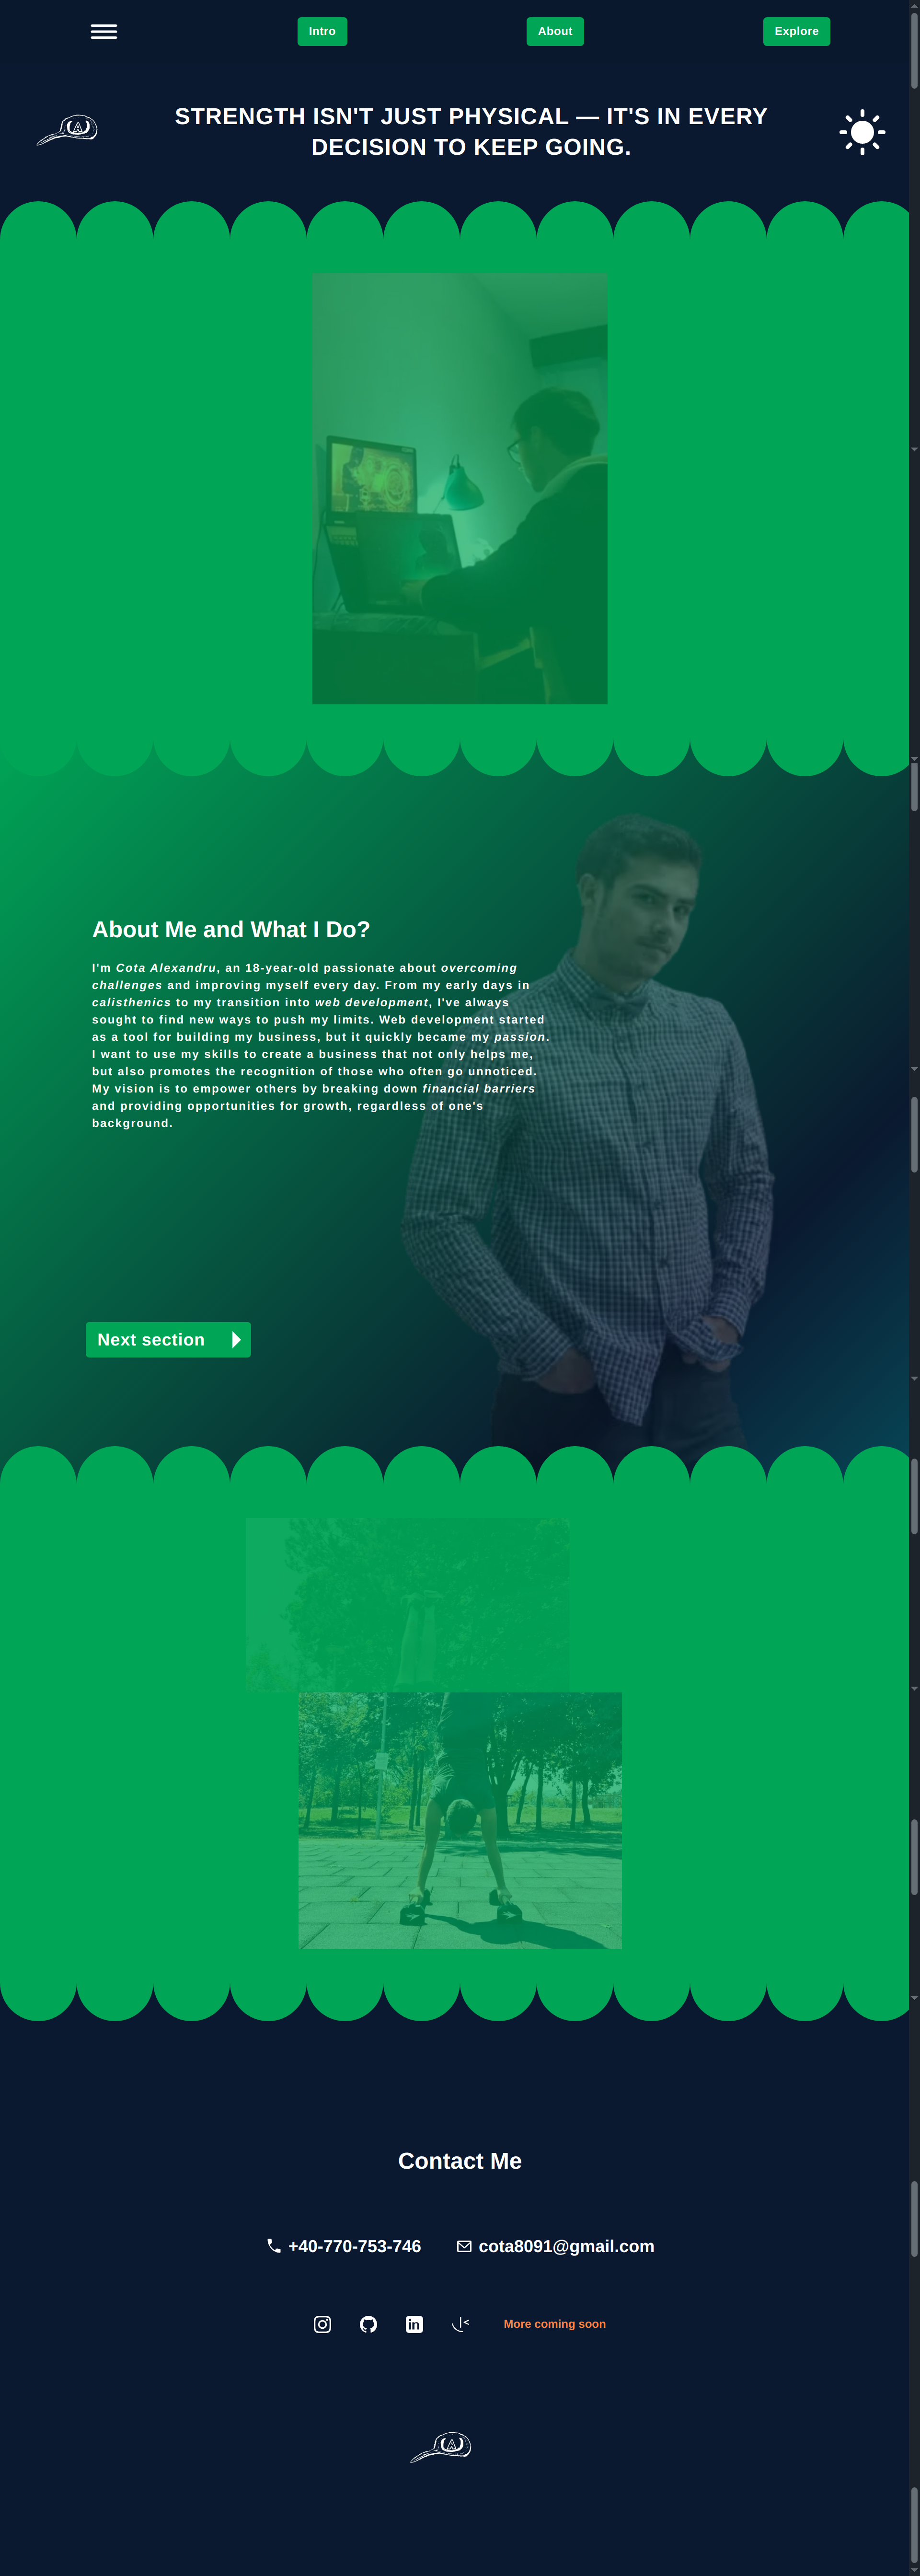 Intro
About
Explore
STRENGTH ISN'T JUST PHYSICAL — IT'S IN EVERY
DECISION TO KEEP GOING.
About Me and What I Do?
I'm Cota Alexandru, an 18-year-old passionate about overcoming
challenges and improving myself every day. From my early days in
calisthenics to my transition into web development, I've always
sought to find new ways to push my limits. Web development started
as a tool for building my business, but it quickly became my passion.
I want to use my skills to create a business that not only helps me,
but also promotes the recognition of those who often go unnoticed.
My vision is to empower others by breaking down financial barriers
and providing opportunities for growth, regardless of one's
background.
Next section
Contact Me
+40-770-753-746
cota8091@gmail.com
More coming soon